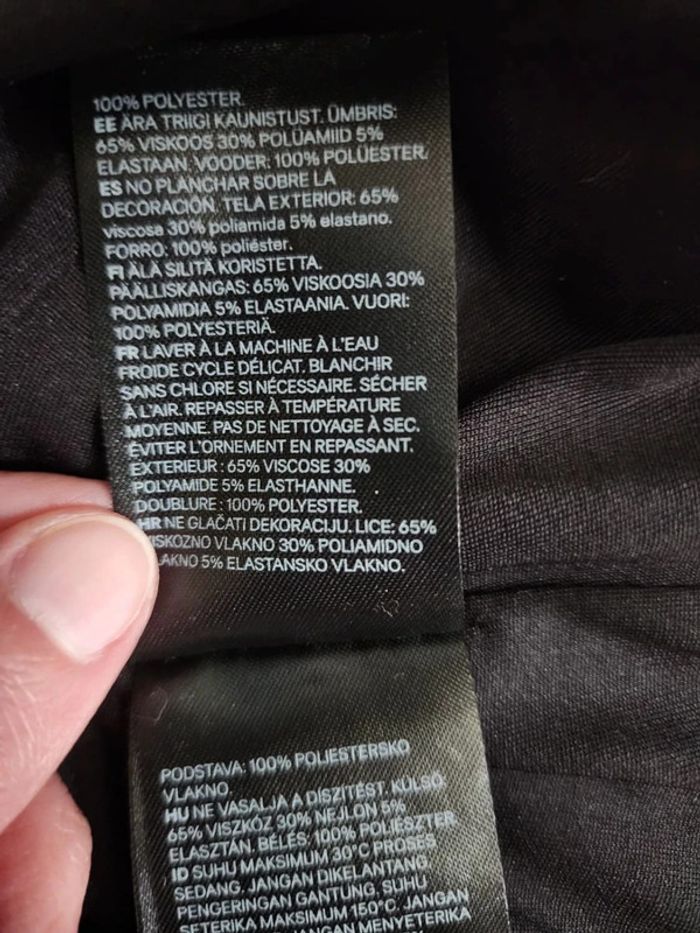 100% POLYESTER.
EE ÄRA TRIIGI KAUNISTUST. ÜMBRIS:
65% VISKOOS 30% POLÜAMIID 5%
ELASTAAN. VOODER: 100% POLÜESTER.
ES NO PLANCHAR SOBRE LA
DECORACIÓN. TELA EXTERIOR: 65%
viscosa 30% poliamida 5% elastano.
FORRO: 100% poliéster.
FI ÄLÄ SILITÄ KORISTETTA.
PÄÄLLISKANGAS: 65% VISKOOSIA 30%
POLYAMIDIA 5% ELASTAANIA. VUORI:
100% POLYESTERIÄ.
FR LAVER À LA MACHINE À L'EAU
FROIDE CYCLE DÉLICAT. BLANCHIR
SANS CHLORE SI NÉCESSAIRE. SÉCHER
À L'AIR. REPASSER À TEMPÉRATURE
MOYENNE. PAS DE NETTOYAGE À SEC.
ÉVITER L'ORNEMENT EN REPASSANT.
EXTERIEUR : 65% VISCOSE 30%
POLYAMIDE 5% ELASTHANNE.
DOUBLURE : 100% POLYESTER.
HR NE GLAČATI DEKORACIJU. LICE: 65%
VISKOZNO VLAKNO 30% POLIAMIDNO
VLAKNO 5% ELASTANSKO VLAKNO.
PODSTAVA: 100% POLIESTERSKO
VLAKNO.
HU NE VASALJA A DÍSZÍTÉST. KÜLSŐ:
65% VISZKÓZ 30% NEJLON 5%
ELASZTÁN. BÉLÉS: 100% POLIÉSZTER
ID SUHU MAKSIMUM 30°C PROSES
SEDANG. JANGAN DIKELANTANG
PENGERINGAN GANTUNG. SUHU
SETERIKA MAKSIMUM 150°C. JANGAN
JANGAN MENYETERIKA